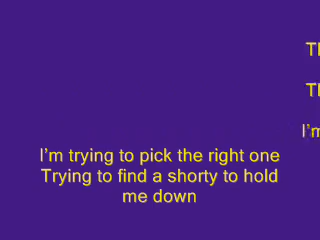 I'm trying to pick the right one
Trying to find a shorty to hold
me down